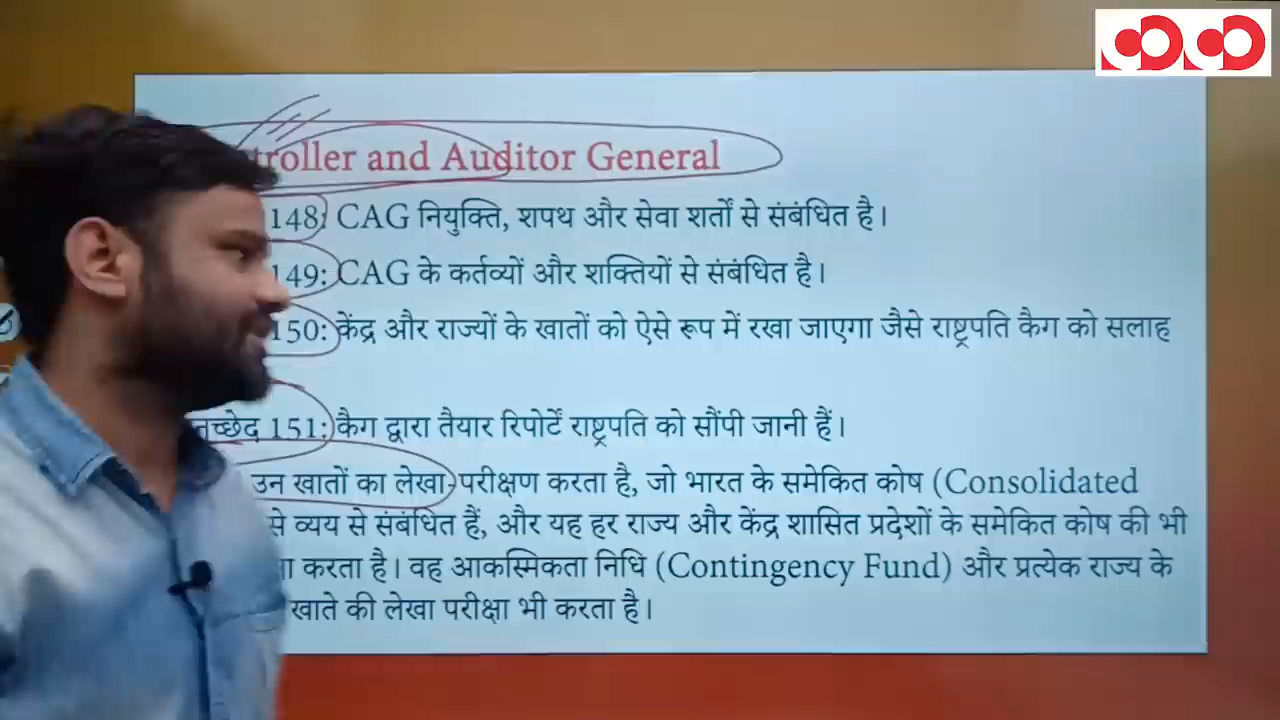 troller and Auditor General
148: CAG नियुक्ति, शपथ और सेवा शर्तों से संबंधित है।
149: CAG के कर्तव्यों और शक्तियों से संबंधित है।
150: केंद्र और राज्यों के खातों को ऐसे रूप में रखा जाएगा जैसे राष्ट्रपति कैग को सलाह
नुच्छेद 151: कैग द्वारा तैयार रिपोर्टें राष्ट्रपति को सौंपी जानी हैं।
उन खातों का लेखा-परीक्षण करता है, जो भारत के समेकित कोष (Consolidated
से व्यय से संबंधित हैं, और यह हर राज्य और केंद्र शासित प्रदेशों के समेकित कोष की भी
करता है। वह आकस्मिकता निधि (Contingency Fund) और प्रत्येक राज्य के
खाते की लेखा परीक्षा भी करता है।